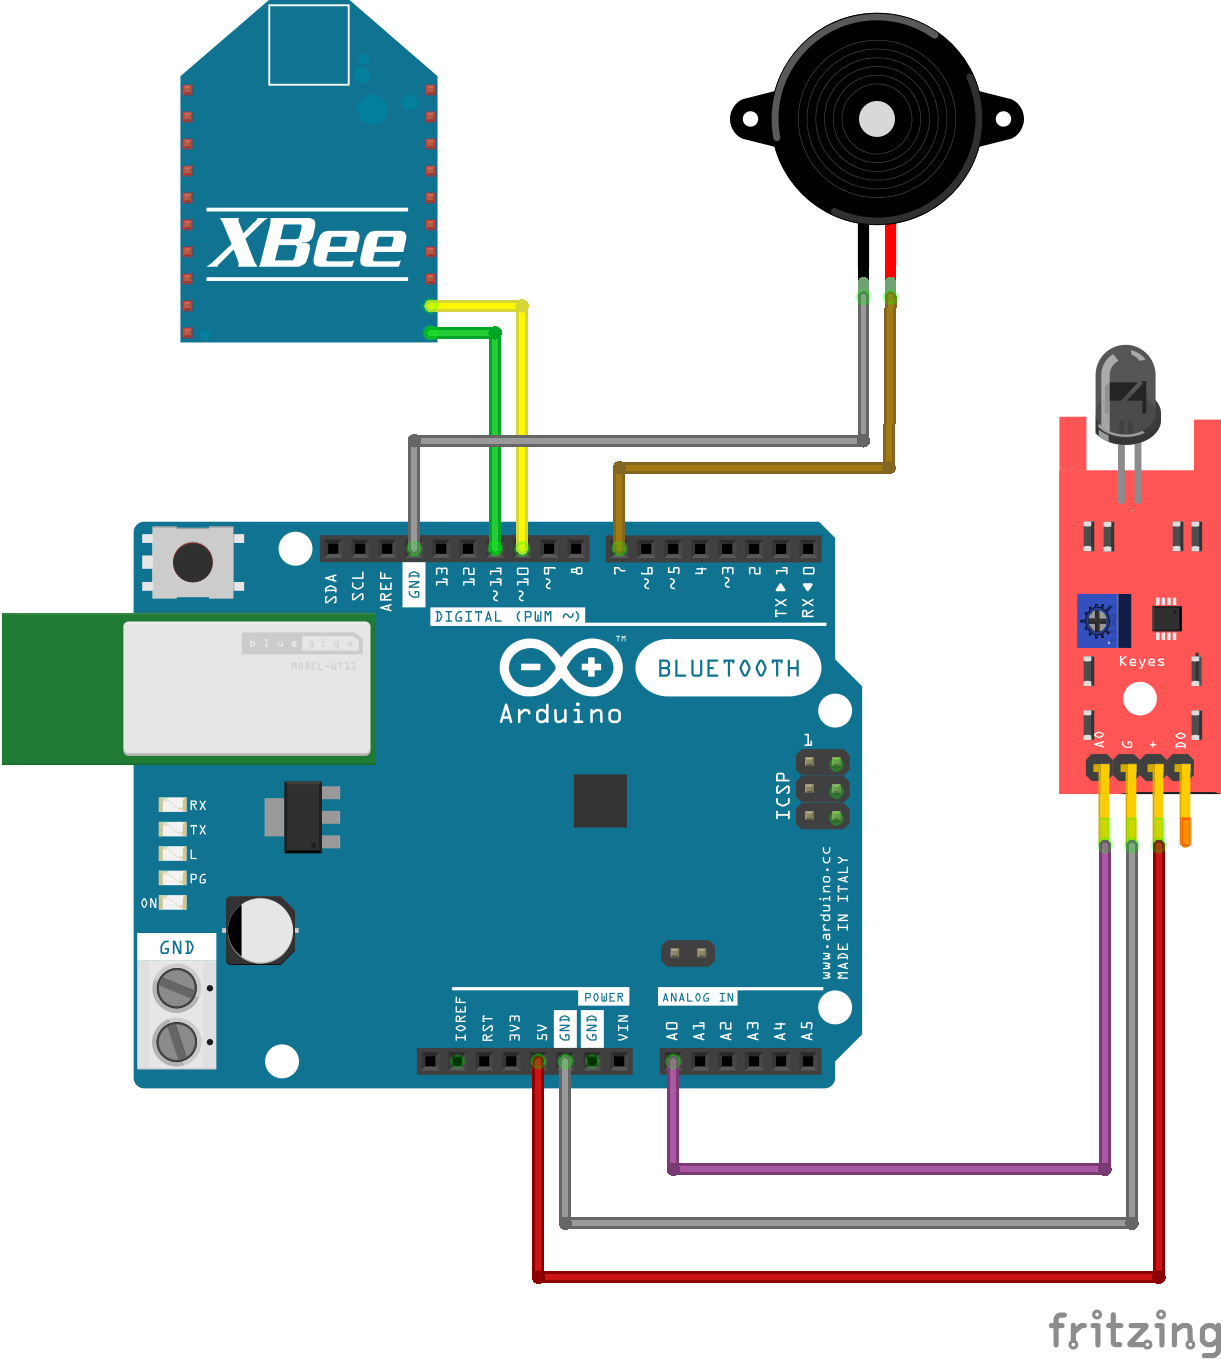 XBee
SDA
SCL
AREF
GND
13
12
~11
~10
~9
8
7
~6
~5
4
~3
2
TX ▶ 1
RX ◀ 0
DIGITAL (PWM ~)
bluegiga
MODEL-WT11
Arduino
TM
BLUETOOTH
1
ICSP
RX
TX
L
PG
ON
GND
www.arduino.cc
MADE IN ITALY
POWER
ANALOG IN
IOREF
RST
3V3
5V
GND
GND
VIN
A0
A1
A2
A3
A4
A5
Keyes
A0
G
+
D0
fritzing